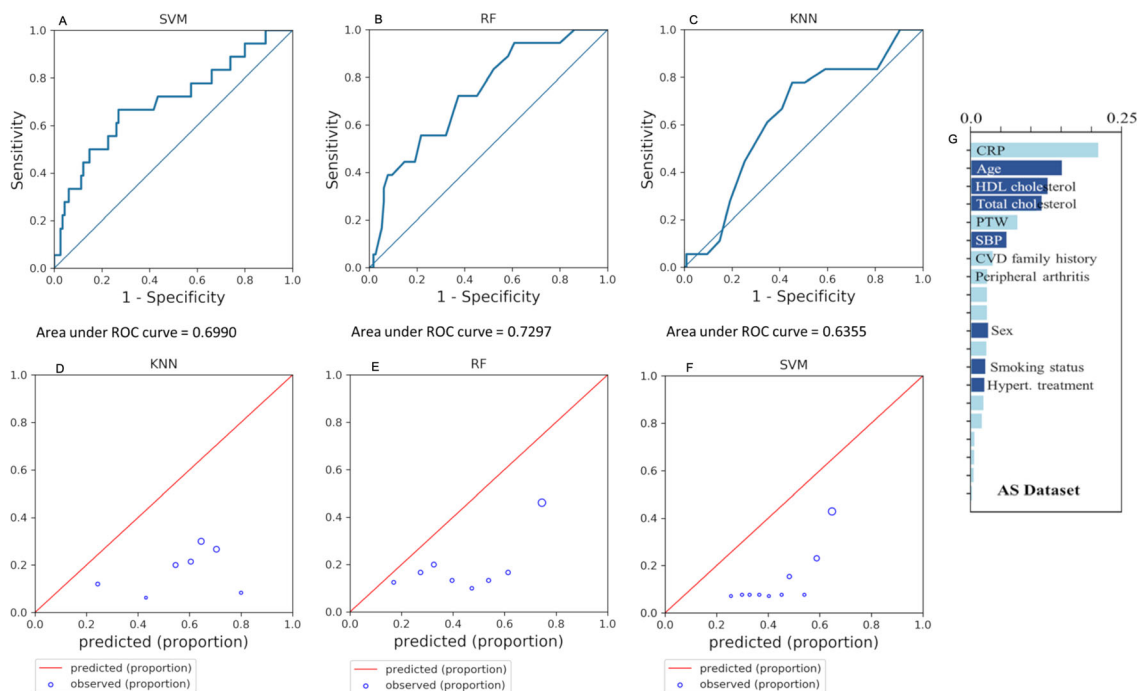 A
SVM
1.0
0.8
0.6
0.4
0.2
0.0
Sensitivity
0.0 0.2 0.4 0.6 0.8 1.0
1 - Specificity
Area under ROC curve = 0.6990
B
RF
1.0
0.8
0.6
0.4
0.2
0.0
Sensitivity
0.0 0.2 0.4 0.6 0.8 1.0
1 - Specificity
Area under ROC curve = 0.7297
C
KNN
1.0
0.8
0.6
0.4
0.2
0.0
Sensitivity
0.0 0.2 0.4 0.6 0.8 1.0
1 - Specificity
Area under ROC curve = 0.6355
D
KNN
1.0
0.8
0.6
0.4
0.2
0.0
0.0 0.2 0.4 0.6 0.8 1.0
predicted (proportion)
predicted (proportion)
observed (proportion)
E
RF
1.0
0.8
0.6
0.4
0.2
0.0
0.0 0.2 0.4 0.6 0.8 1.0
predicted (proportion)
predicted (proportion)
observed (proportion)
F
SVM
1.0
0.8
0.6
0.4
0.2
0.0
0.0 0.2 0.4 0.6 0.8 1.0
predicted (proportion)
predicted (proportion)
observed (proportion)
0.0 0.25
G
CRP
Age
HDL cholesterol
Total cholesterol
PTW
SBP
CVD family history
Peripheral arthritis
Sex
Smoking status
Hypert. treatment
AS Dataset